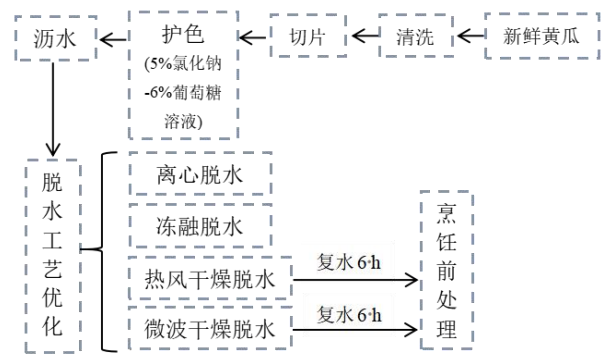 新鲜黄瓜
清洗
切片
护色
(5%氯化钠
-6%葡萄糖
溶液)
沥水
脱水工艺优化
离心脱水
冻融脱水
热风干燥脱水
复水 6·h
微波干燥脱水
复水 6·h
烹饪前处理